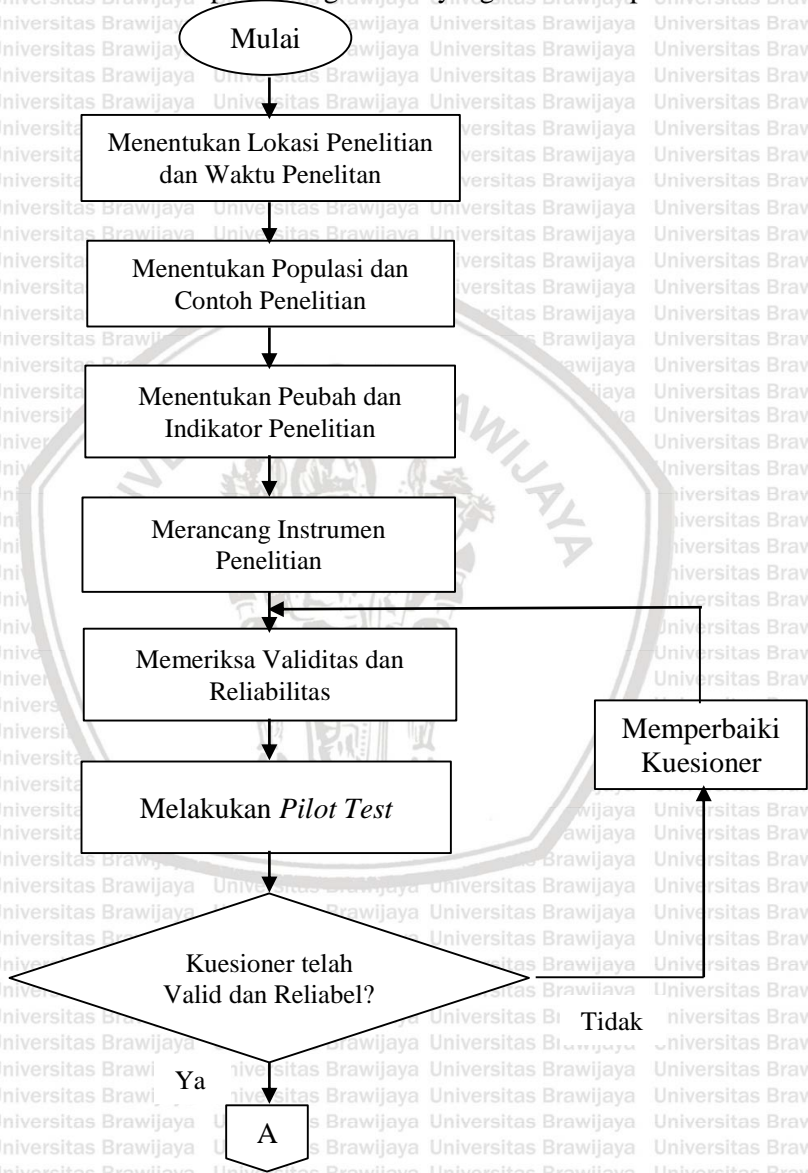 Mulai
Menentukan Lokasi Penelitian
dan Waktu Penelitan
Menentukan Populasi dan
Contoh Penelitian
Menentukan Peubah dan
Indikator Penelitian
Merancang Instrumen
Penelitian
Memeriksa Validitas dan
Reliabilitas
Memperbaiki
Kuesioner
Melakukan Pilot Test
Kuesioner telah
Valid dan Reliabel?
Tidak
Ya
A